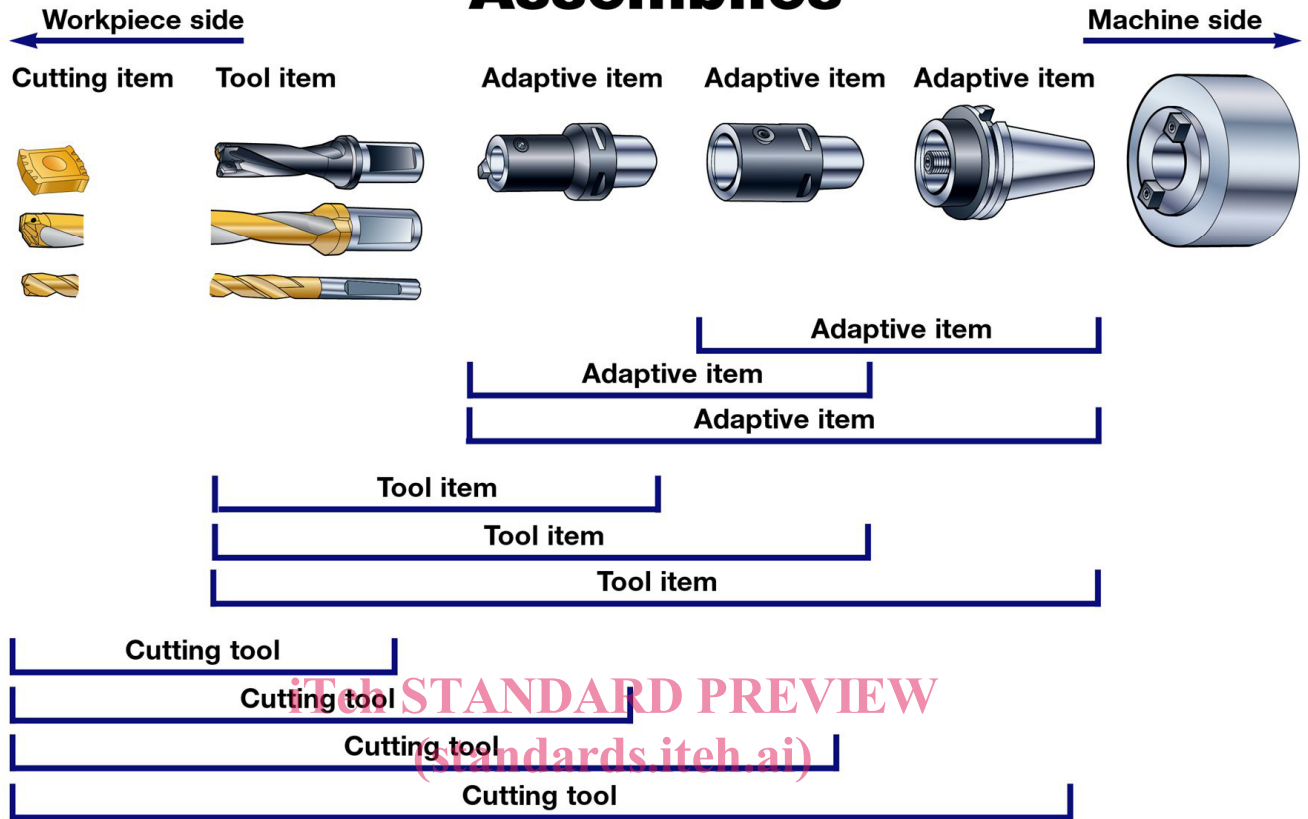 Assemblies
Workpiece side
Machine side
Cutting item
Tool item
Adaptive item
Adaptive item
Adaptive item
Adaptive item
Adaptive item
Adaptive item
Tool item
Tool item
Tool item
Cutting tool
Cutting tool
Cutting tool
Cutting tool
iTeh STANDARD PREVIEW
(standards.iteh.ai)